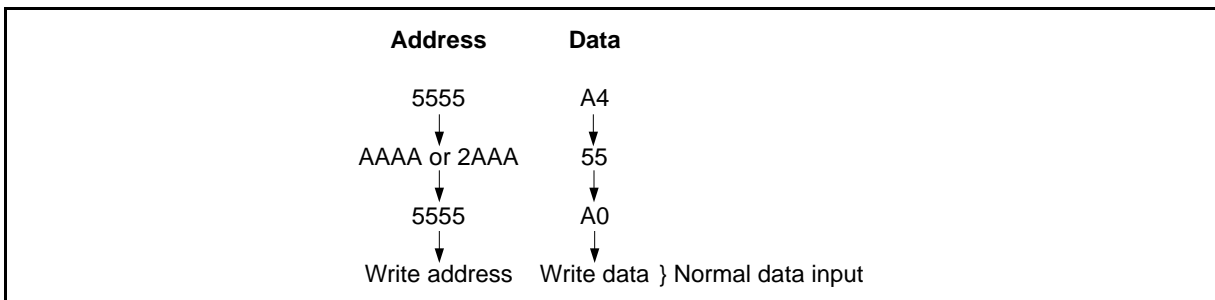 Address Data
5555 A4
AAAA or 2AAA 55
5555 A0
Write address Write data } Normal data input